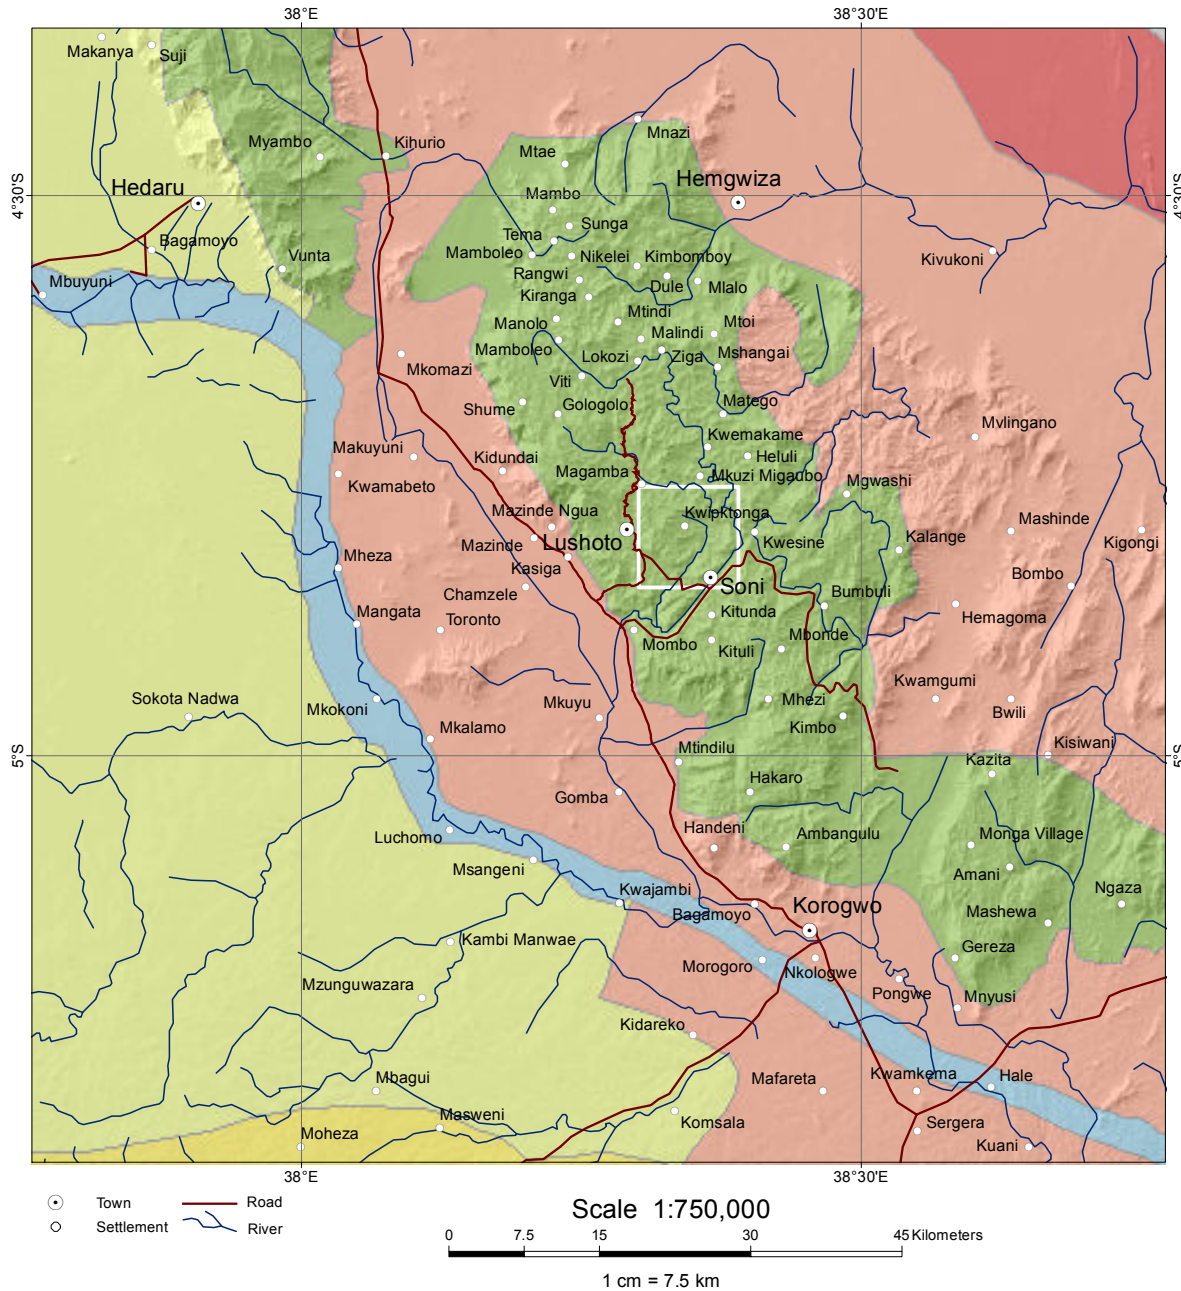 38°E
38°30'E
Makanya
Suji
Mnazi
Myambo
Kihurio
Mtae
Hedaru
Hemgwiza
4°30'S
4°30'S
Mambo
Sunga
Tema
Bagamoyo
Vunta
Mamboleo
Nikelei
Kimbomboy
Kivukoni
Mbuyuni
Rangwi
Dule
Mlalo
Kiranga
Manolo
Mtindi
Mtoi
Malindi
Mamboleo
Lokozi
Ziga
Mshangai
Mkomazi
Viti
Shume
Gologolo
Matego
Mvlingano
Makuyuni
Kidundai
Kwemakame
Heluli
Magamba
Mkuzi Migaubo
Kwamabeto
Mgwashi
Mazinde Ngua
Kwipktonga
Mashinde
Mheza
Mazinde
Lushoto
Kwesine
Kalange
Kigongi
Kasiga
Bombo
Chamzele
Soni
Bumbuli
Mangata
Toronto
Kitunda
Hemagoma
Mombo
Kituli
Mbonde
Sokota Nadwa
Mkokoni
Mkuyu
Mhezi
Kwamgumi
Bwili
Mkalamo
Kimbo
Kisiwani
5°S
5°S
Mtindilu
Kazita
Hakaro
Gomba
Luchomo
Handeni
Ambangulu
Monga Village
Msangeni
Amani
Ngaza
Kwajambi
Bagamoyo
Korogwo
Mashewa
Kambi Manwae
Gereza
Mzunguwazara
Morogoro
Nkologwe
Pongwe
Mnyusi
Kidareko
Mbagui
Mafareta
Kwamkema
Hale
Masweni
Komsala
Sergera
Moheza
Kuani
38°E
38°30'E
Town
Road
Settlement
River
Scale 1:750,000
0 7.5 15 30 45 Kilometers
1 cm = 7.5 km